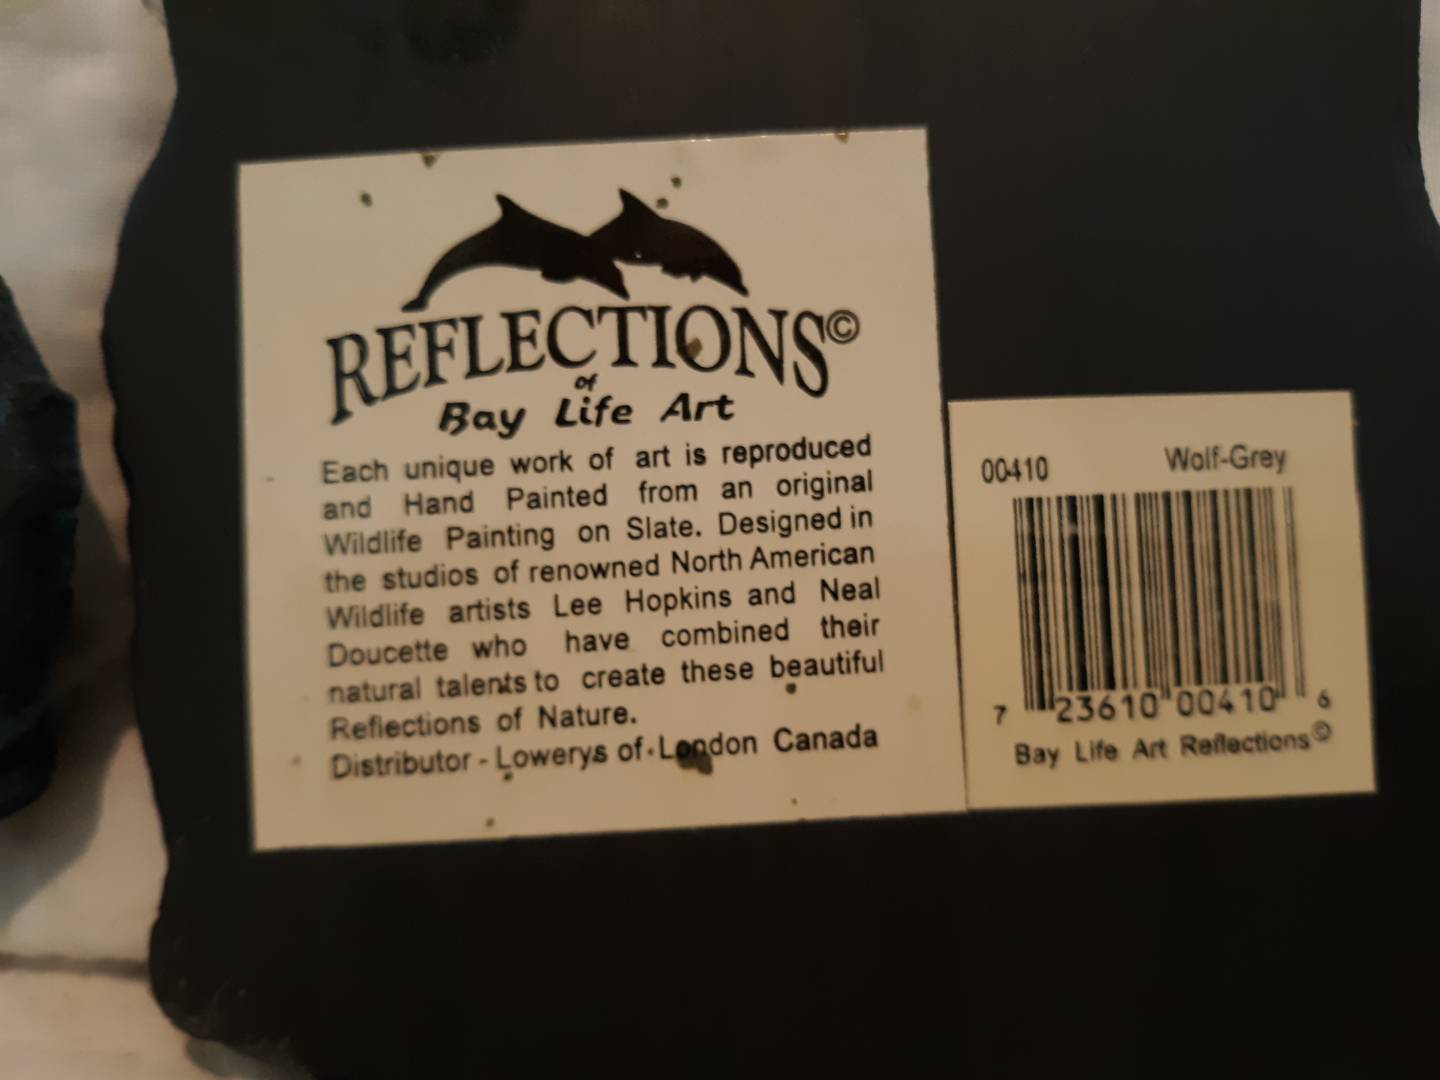 REFLECTIONS©
of
Bay Life Art
Each unique work of art is reproduced
and Hand Painted from an original
Wildlife Painting on Slate. Designed in
the studios of renowned North American
Wildlife artists Lee Hopkins and Neal
Doucette who have combined their
natural talents to create these beautiful
Reflections of Nature.
Distributor - Lowerys of London Canada
00410 Wolf-Grey
7 23610 00410 6
Bay Life Art Reflections©